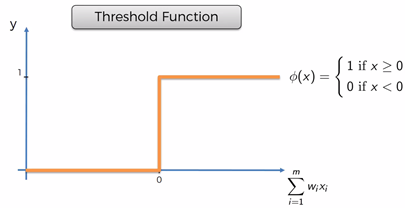 Threshold Function
y
1
ϕ(x) = { 1 if x ≥ 0
0 if x < 0
0
m
∑ wᵢxᵢ
i=1